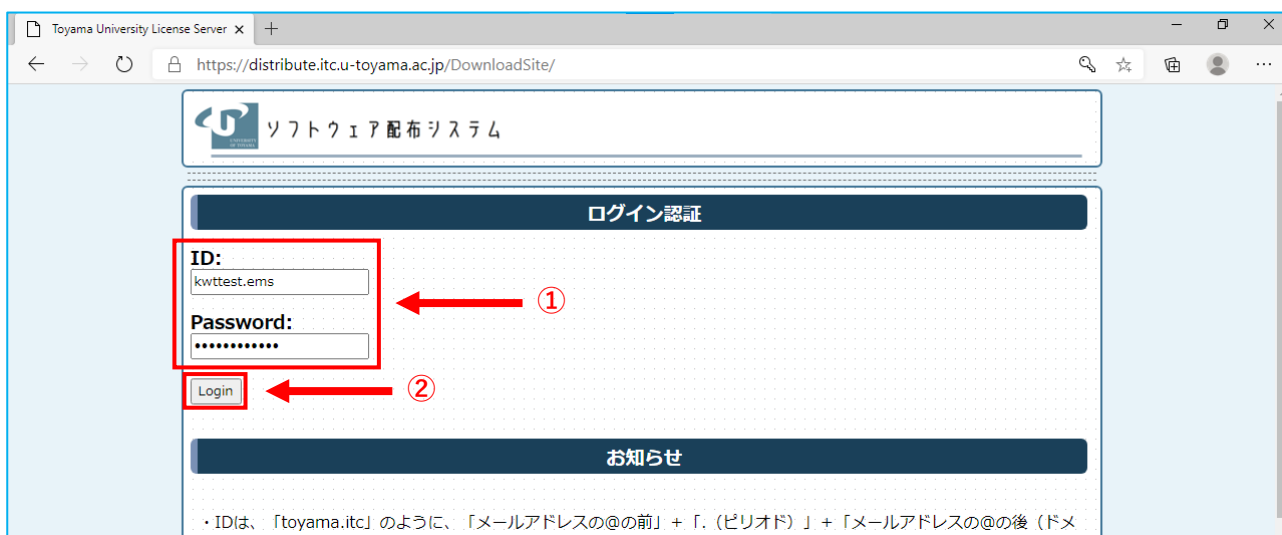 Toyama University License Server
https://distribute.itc.u-toyama.ac.jp/DownloadSite/
ソフトウェア配布システム
ログイン認証
ID:
kwttest.ems
①
Password:
••••••••••••
Login
②
お知らせ
・IDは、「toyama.itc」のように、「メールアドレスの@の前」+「.（ピリオド）」+「メールアドレスの@の後（ドメ